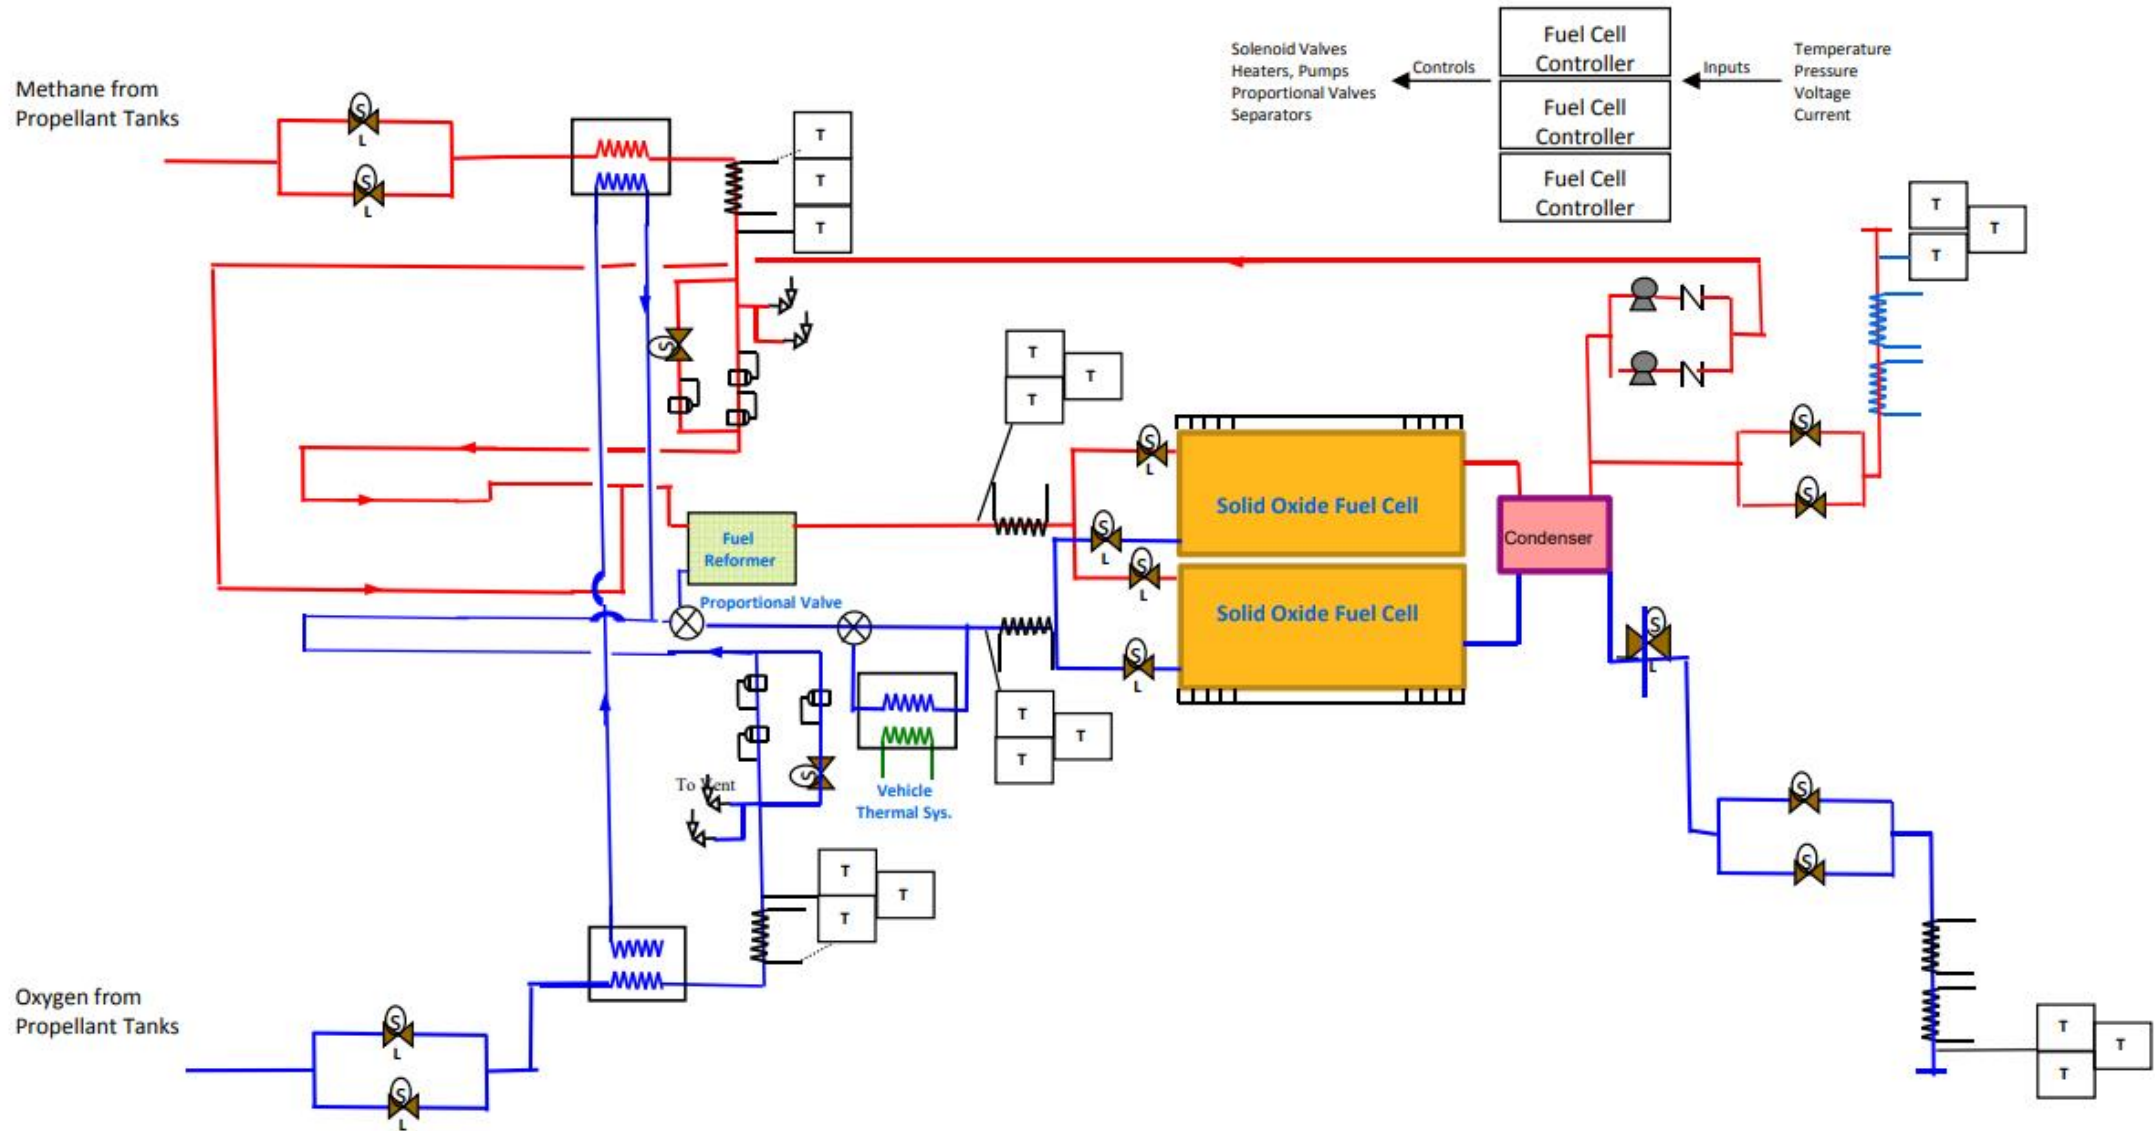 Methane from
Propellant Tanks
S
L
S
L
T
T
T
Solenoid Valves
Heaters, Pumps
Proportional Valves
Separators
Controls
Fuel Cell
Controller
Fuel Cell
Controller
Fuel Cell
Controller
Inputs
Temperature
Pressure
Voltage
Current
T
T
T
S
T
T
T
S
L
S
L
S
L
S
L
Solid Oxide Fuel Cell
Solid Oxide Fuel Cell
Condenser
S
S
Fuel
Reformer
Proportional Valve
S
L
T
T
T
To Vent
S
Vehicle
Thermal Sys.
S
S
T
T
T
Oxygen from
Propellant Tanks
S
L
S
L
T
T
T